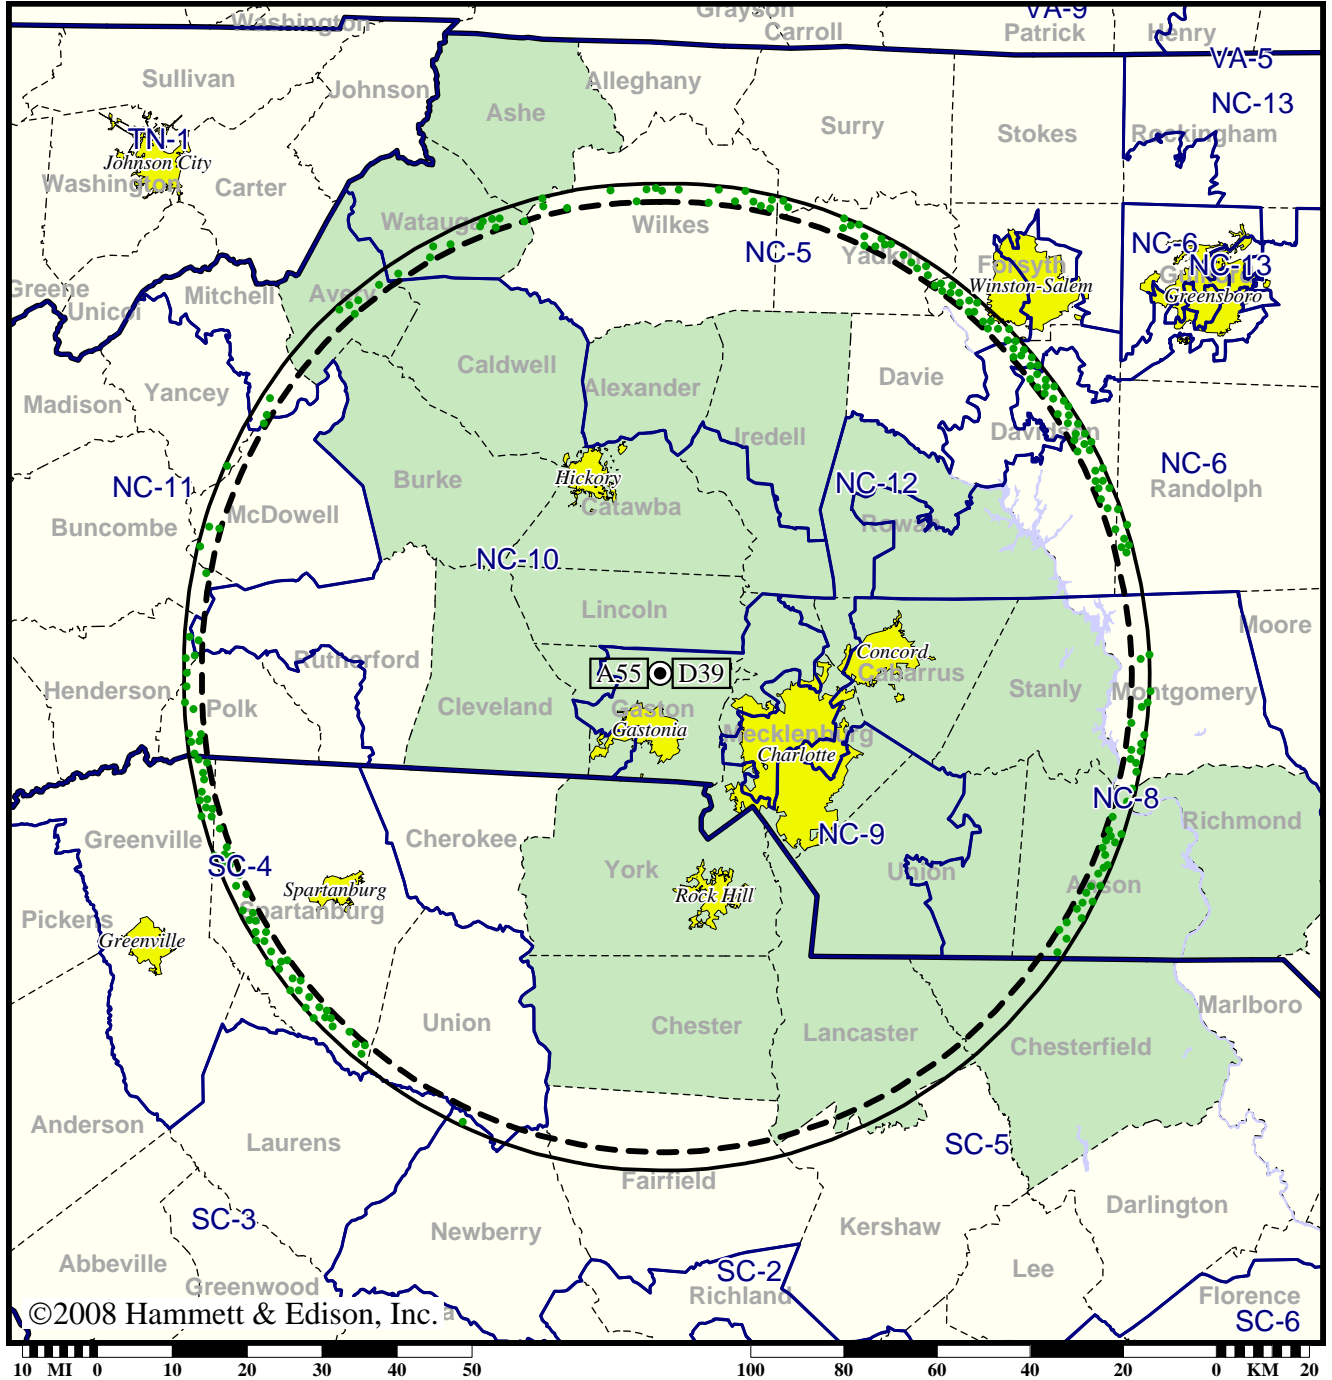 Grayson
VA-9
Washington
Carroll
Patrick
Henry
VA-5
Sullivan
Johnson
Alleghany
Ashe
Surry
Stokes
NC-13
Rockingham
TN-1
Johnson City
Washington
Carter
Watauga
Wilkes
NC-5
Yadkin
Forsyth
Winston-Salem
NC-6
NC-13
Guilford
Greensboro
Greene
Unicoi
Mitchell
Avery
Yancey
Madison
Caldwell
Alexander
Davie
Iredell
Davidson
Burke
Hickory
Catawba
NC-12
Rowan
NC-6
Randolph
NC-11
Buncombe
McDowell
NC-10
Lincoln
Moore
Rutherford
Concord
Cabarrus
A55
D39
Henderson
Polk
Cleveland
Gaston
Gastonia
Mecklenburg
Charlotte
Stanly
Montgomery
NC-8
Richmond
Greenville
Cherokee
York
NC-9
Union
Anson
SC-4
Spartanburg
Spartanburg
Rock Hill
Pickens
Greenville
Union
Chester
Lancaster
Chesterfield
Marlboro
Anderson
Laurens
SC-5
Fairfield
Darlington
SC-3
Newberry
Kershaw
Abbeville
Greenwood
SC-2
Richland
Lee
Florence
SC-6
©2008 Hammett & Edison, Inc.
10 MI 0 10 20 30 40 50
100 80 60 40 20 0 KM 20